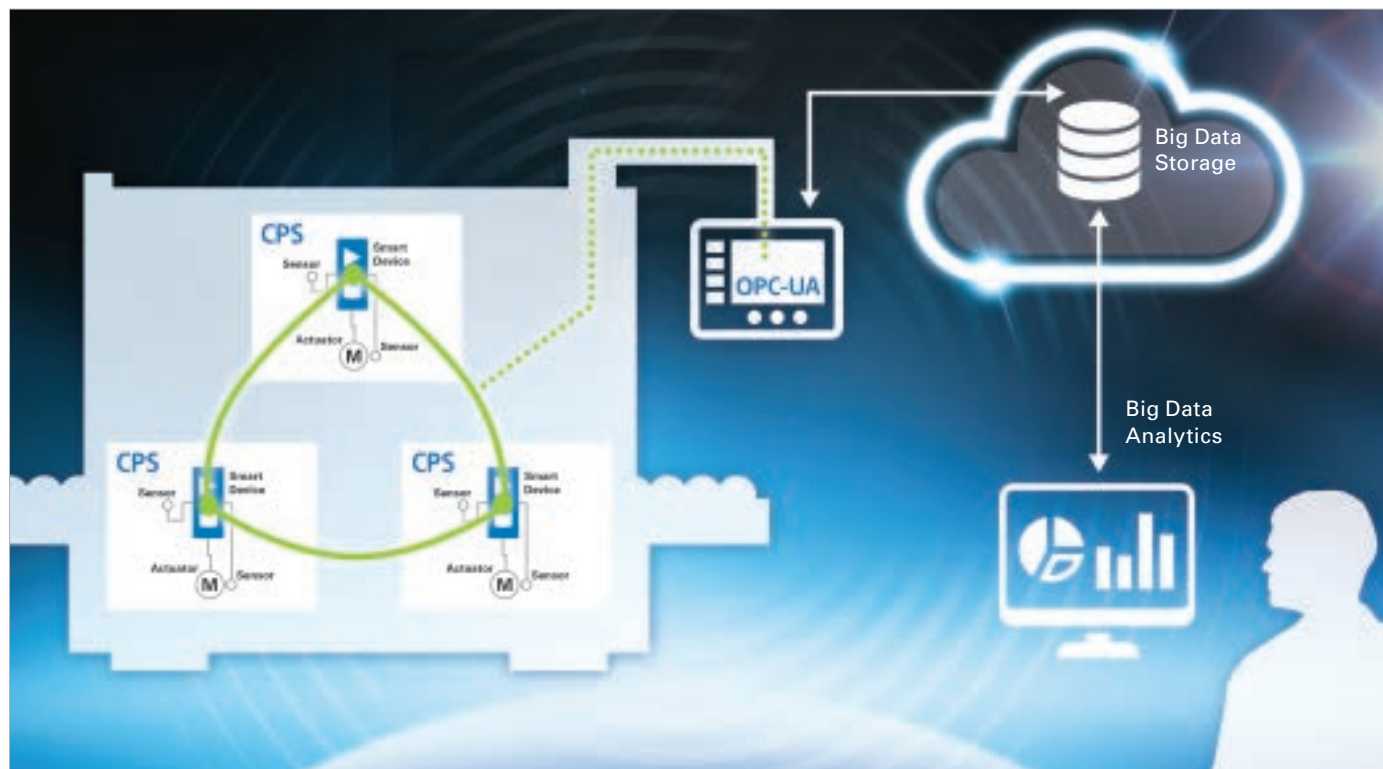 Big Data
Storage
CPS
Smart
Device
Sensor
OPC-UA
Actuator
M
Sensor
Big Data
Analytics
CPS
Smart
Device
Sensor
Actuator
M
Sensor
CPS
Smart
Device
Sensor
Actuator
M
Sensor